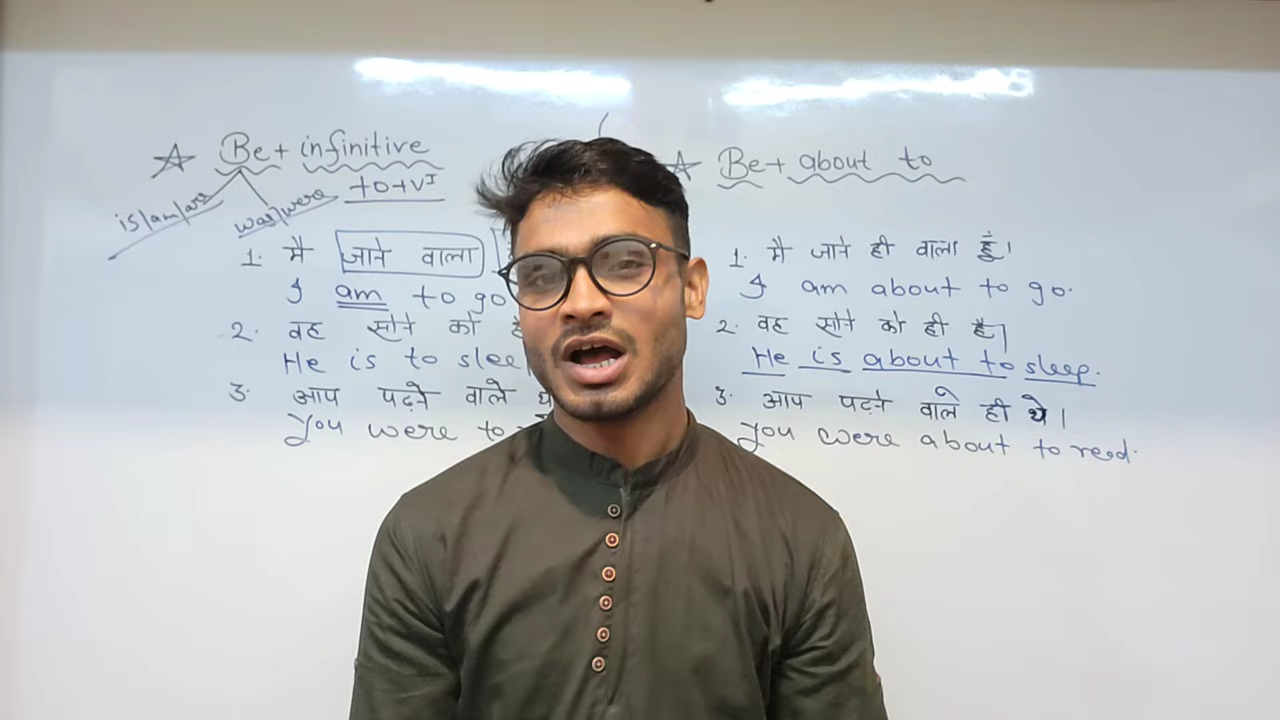 ☆ Be + infinitive
is/am/are was/were to+vI
1. मै जाने वाला
I am to go
2. वह सोने को
He is to slee
3. आप पढ़ने वाले
You were to
☆ Be + about to
1. मै जाने ही वाला हूँ।
I am about to go.
2. वह सोने को ही है।
He is about to sleep.
3. आप पढ़ने वाले ही थे।
You were about to read.